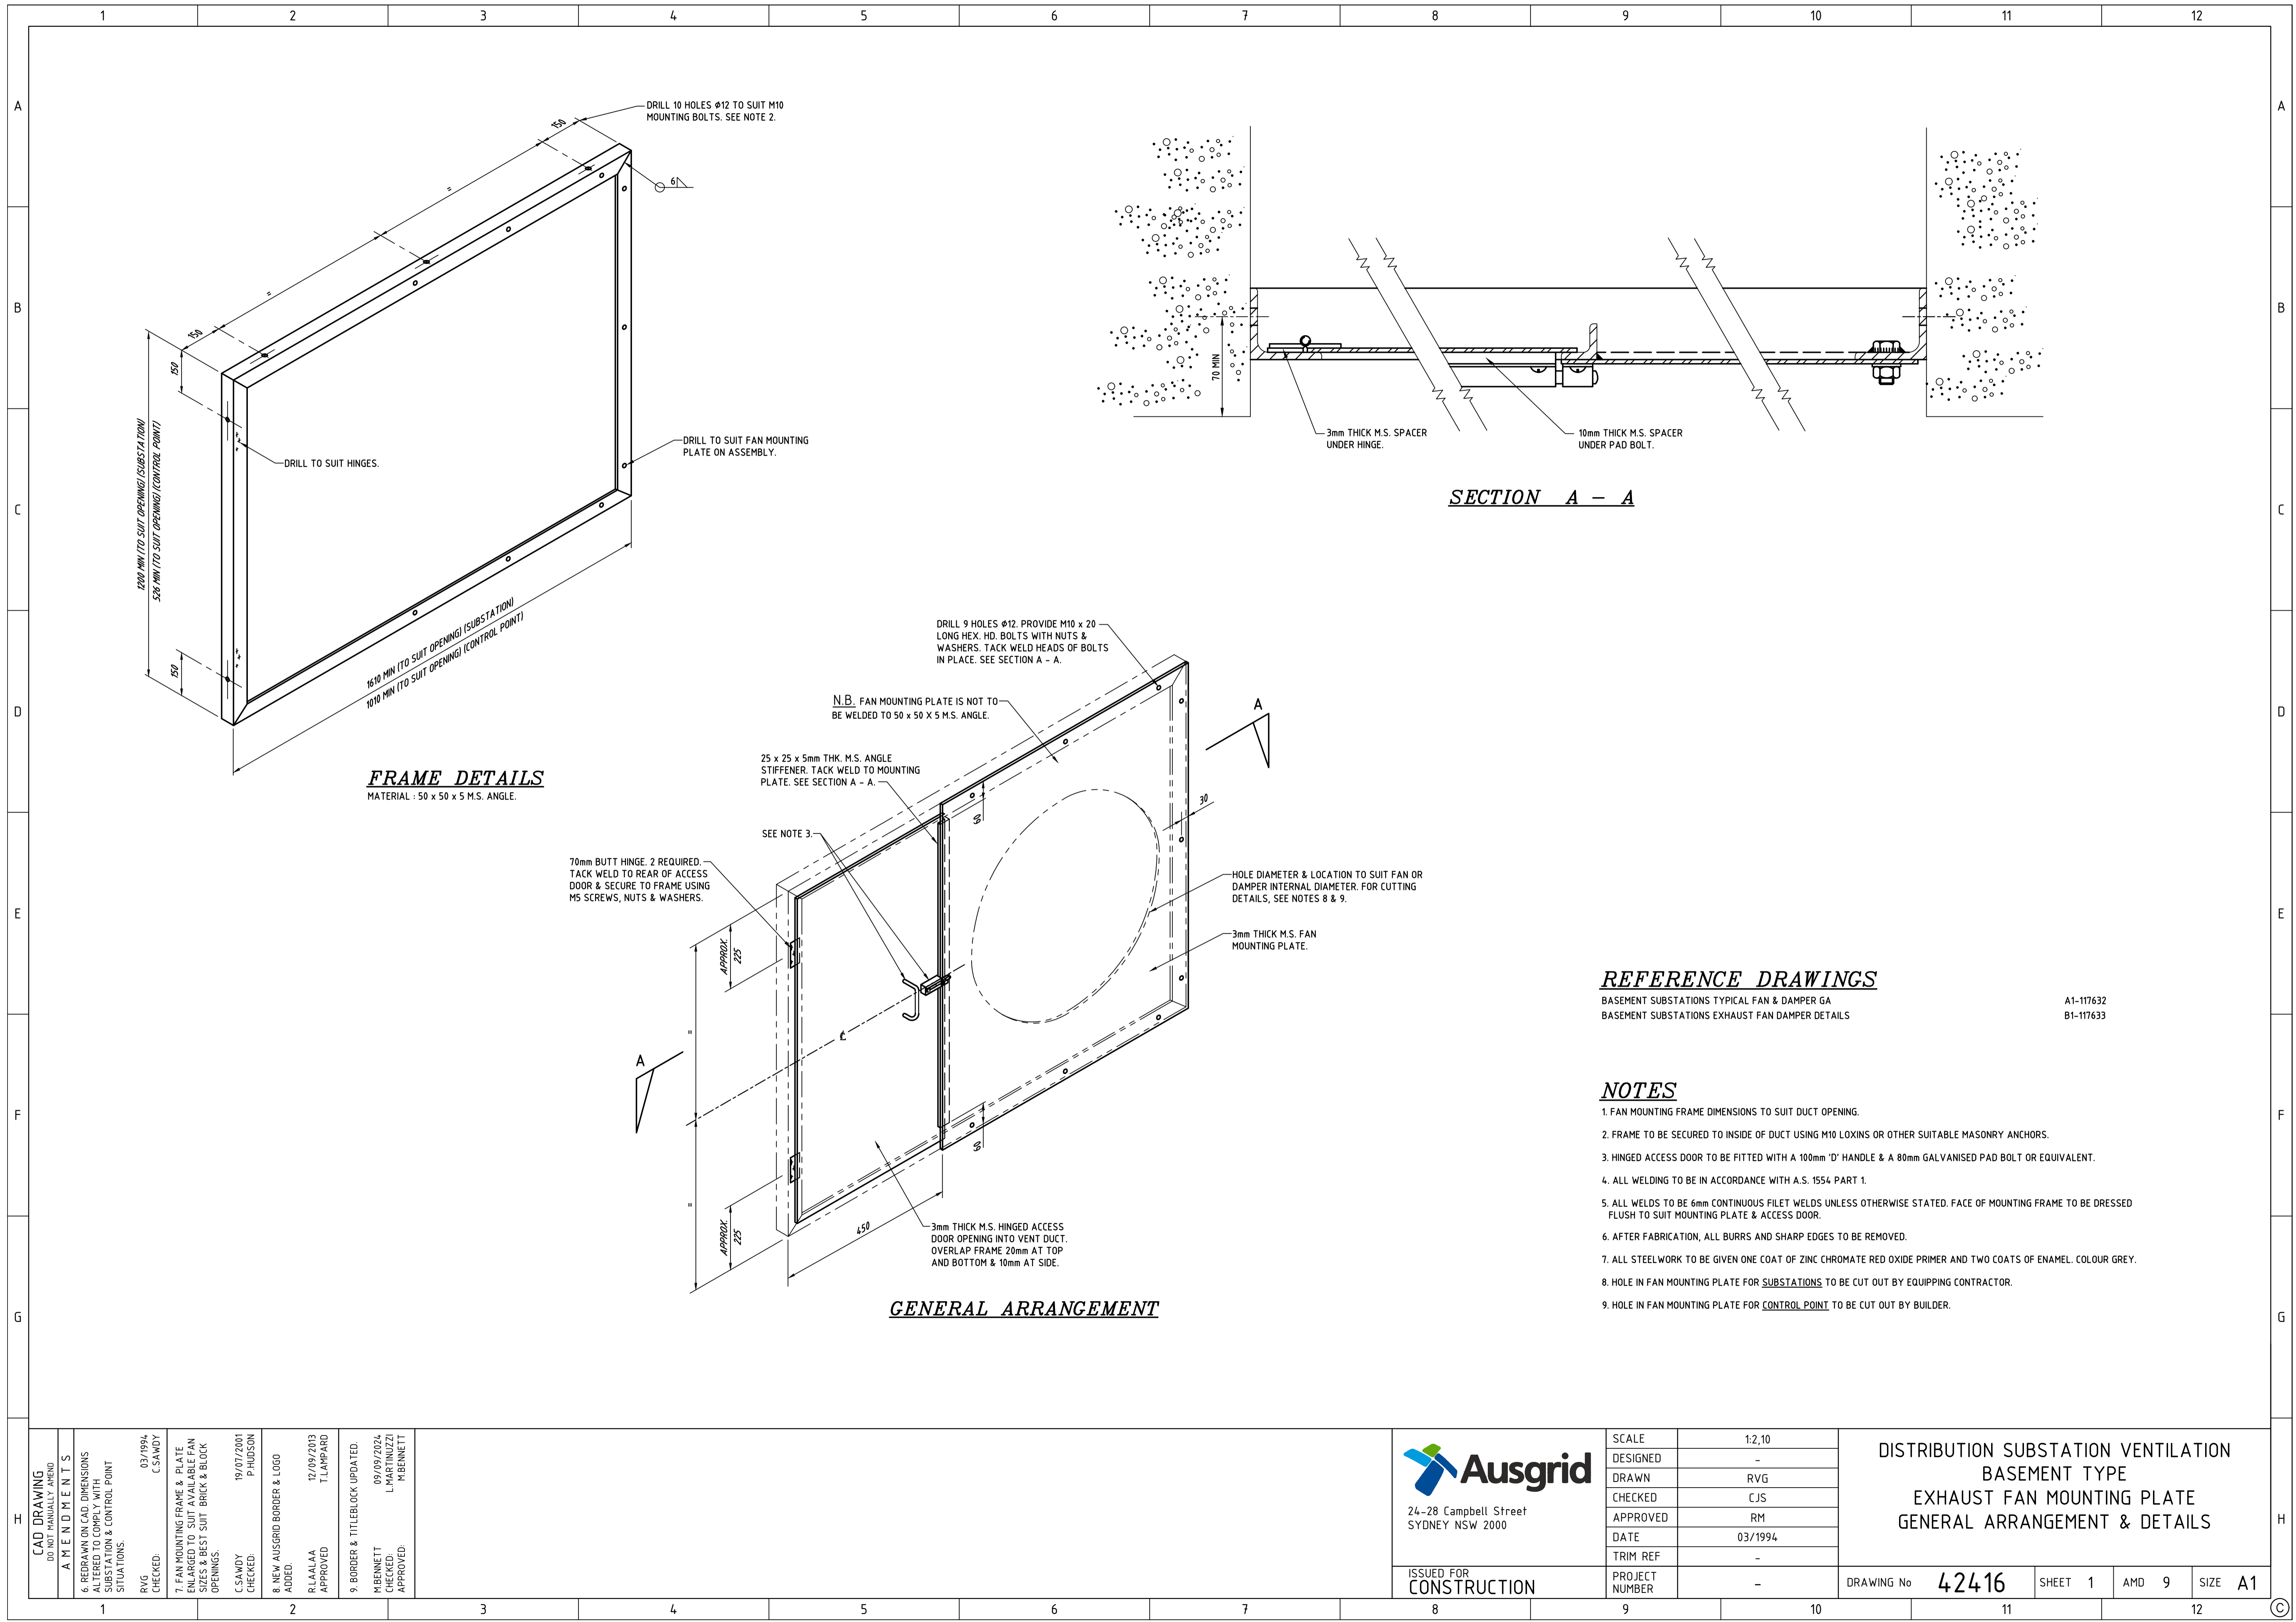 1 2 3 4 5 6 7 8 9 10 11 12
A
B
C
D
E
F
G
H
A
B
C
D
E
F
G
H
DRILL 10 HOLES ⌀12 TO SUIT M10
MOUNTING BOLTS. SEE NOTE 2.
150
=
=
150
6
150
150
1200 MIN (TO SUIT OPENING) (SUBSTATION)
526 MIN (TO SUIT OPENING) (CONTROL POINT)
DRILL TO SUIT HINGES.
DRILL TO SUIT FAN MOUNTING
PLATE ON ASSEMBLY.
1610 MIN (TO SUIT OPENING) (SUBSTATION)
1010 MIN (TO SUIT OPENING) (CONTROL POINT)
FRAME DETAILS
MATERIAL : 50 x 50 x 5 M.S. ANGLE.
70 MIN
3mm THICK M.S. SPACER
UNDER HINGE.
10mm THICK M.S. SPACER
UNDER PAD BOLT.
SECTION A - A
DRILL 9 HOLES ⌀12. PROVIDE M10 x 20
LONG HEX. HD. BOLTS WITH NUTS &
WASHERS. TACK WELD HEADS OF BOLTS
IN PLACE. SEE SECTION A - A.
N.B. FAN MOUNTING PLATE IS NOT TO
BE WELDED TO 50 x 50 X 5 M.S. ANGLE.
25 x 25 x 5mm THK. M.S. ANGLE
STIFFENER. TACK WELD TO MOUNTING
PLATE. SEE SECTION A - A.
SEE NOTE 3.
70mm BUTT HINGE. 2 REQUIRED.
TACK WELD TO REAR OF ACCESS
DOOR & SECURE TO FRAME USING
M5 SCREWS, NUTS & WASHERS.
A
30
HOLE DIAMETER & LOCATION TO SUIT FAN OR
DAMPER INTERNAL DIAMETER. FOR CUTTING
DETAILS, SEE NOTES 8 & 9.
3mm THICK M.S. FAN
MOUNTING PLATE.
APPROX.
225
=
=
℄
A
APPROX.
225
450
3mm THICK M.S. HINGED ACCESS
DOOR OPENING INTO VENT DUCT.
OVERLAP FRAME 20mm AT TOP
AND BOTTOM & 10mm AT SIDE.
GENERAL ARRANGEMENT
REFERENCE DRAWINGS
BASEMENT SUBSTATIONS TYPICAL FAN & DAMPER GA A1-117632
BASEMENT SUBSTATIONS EXHAUST FAN DAMPER DETAILS B1-117633
NOTES
1. FAN MOUNTING FRAME DIMENSIONS TO SUIT DUCT OPENING.
2. FRAME TO BE SECURED TO INSIDE OF DUCT USING M10 LOXINS OR OTHER SUITABLE MASONRY ANCHORS.
3. HINGED ACCESS DOOR TO BE FITTED WITH A 100mm 'D' HANDLE & A 80mm GALVANISED PAD BOLT OR EQUIVALENT.
4. ALL WELDING TO BE IN ACCORDANCE WITH A.S. 1554 PART 1.
5. ALL WELDS TO BE 6mm CONTINUOUS FILET WELDS UNLESS OTHERWISE STATED. FACE OF MOUNTING FRAME TO BE DRESSED
FLUSH TO SUIT MOUNTING PLATE & ACCESS DOOR.
6. AFTER FABRICATION, ALL BURRS AND SHARP EDGES TO BE REMOVED.
7. ALL STEELWORK TO BE GIVEN ONE COAT OF ZINC CHROMATE RED OXIDE PRIMER AND TWO COATS OF ENAMEL. COLOUR GREY.
8. HOLE IN FAN MOUNTING PLATE FOR SUBSTATIONS TO BE CUT OUT BY EQUIPPING CONTRACTOR.
9. HOLE IN FAN MOUNTING PLATE FOR CONTROL POINT TO BE CUT OUT BY BUILDER.
CAD DRAWING
DO NOT MANUALLY AMEND
AMENDMENTS
6. REDRAWN ON CAD. DIMENSIONS
ALTERED TO COMPLY WITH
SUBSTATION & CONTROL POINT
SITUATIONS.
RVG 03/1994
CHECKED: C.SAWDY
7. FAN MOUNTING FRAME & PLATE
ENLARGED TO SUIT AVAILABLE FAN
SIZES & BEST SUIT BRICK & BLOCK
OPENINGS.
C.SAWDY 19/07/2001
CHECKED: P.HUDSON
8. NEW AUSGRID BORDER & LOGO
ADDED.
R.LAALAA 12/09/2013
APPROVED T.LAMPARD
9. BORDER & TITLEBLOCK UPDATED.
M.BENNETT 09/09/2024
CHECKED: L.MARTINUZZI
APPROVED: M.BENNETT
Ausgrid
24-28 Campbell Street
SYDNEY NSW 2000
ISSUED FOR
CONSTRUCTION
SCALE 1:2,10
DESIGNED -
DRAWN RVG
CHECKED CJS
APPROVED RM
DATE 03/1994
TRIM REF -
PROJECT
NUMBER -
DISTRIBUTION SUBSTATION VENTILATION
BASEMENT TYPE
EXHAUST FAN MOUNTING PLATE
GENERAL ARRANGEMENT & DETAILS
DRAWING No 42416 SHEET 1 AMD 9 SIZE A1
1 2 3 4 5 6 7 8 9 10 11 12
©